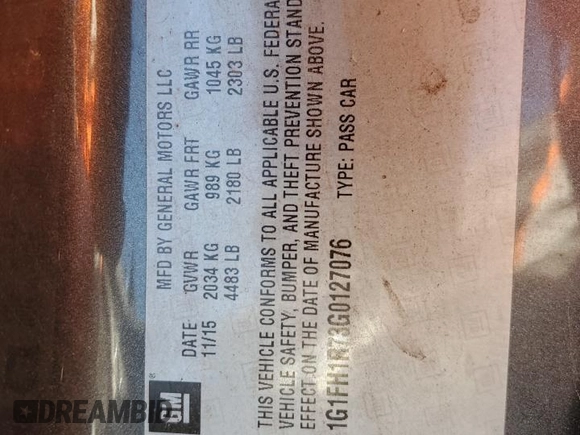 GM
MFD BY GENERAL MOTORS LLC
DATE GVWR GAWR FRT GAWR RR
11/15 2034 KG 989 KG 1045 KG
4483 LB 2180 LB 2303 LB
THIS VEHICLE CONFORMS TO ALL APPLICABLE U.S. FEDERA
VEHICLE SAFETY, BUMPER, AND THEFT PREVENTION STAND
EFFECT ON THE DATE OF MANUFACTURE SHOWN ABOVE.
1G1FH1R73G0127076 TYPE: PASS CAR
DREAMBID